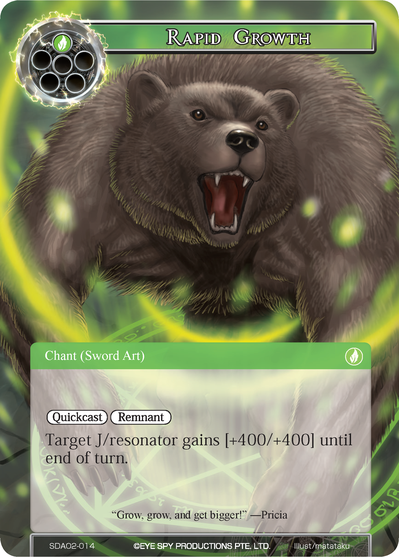 Rapid Growth
Chant (Sword Art)
Quickcast Remnant
Target J/resonator gains [+400/+400] until
end of turn.
“Grow, grow, and get bigger!” —Pricia
SDAO2-014 ©EYE SPY PRODUCTIONS PTE. LTD. Illust/matataku